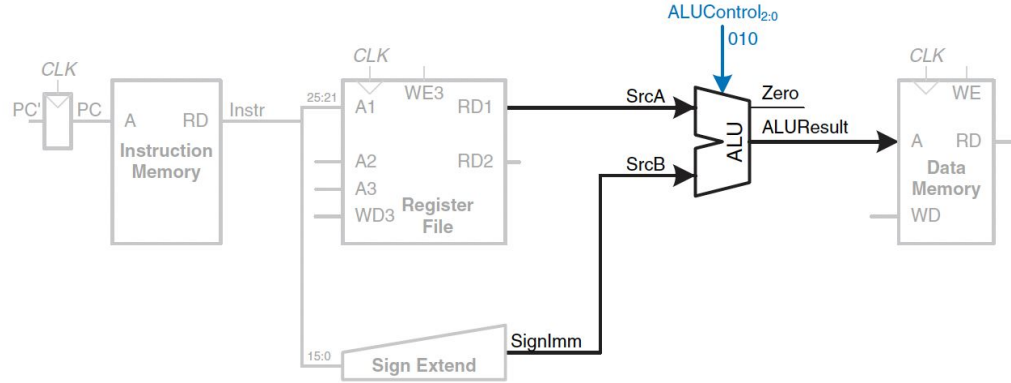 ALUControl2:0
010
CLK
CLK
CLK
PC'
PC
A
RD
Instr
Instruction
Memory
25:21
A1
WE3
RD1
A2
RD2
A3
WD3
Register
File
SrcA
SrcB
ALU
Zero
ALUResult
WE
A
RD
Data
Memory
WD
15:0
Sign Extend
SignImm